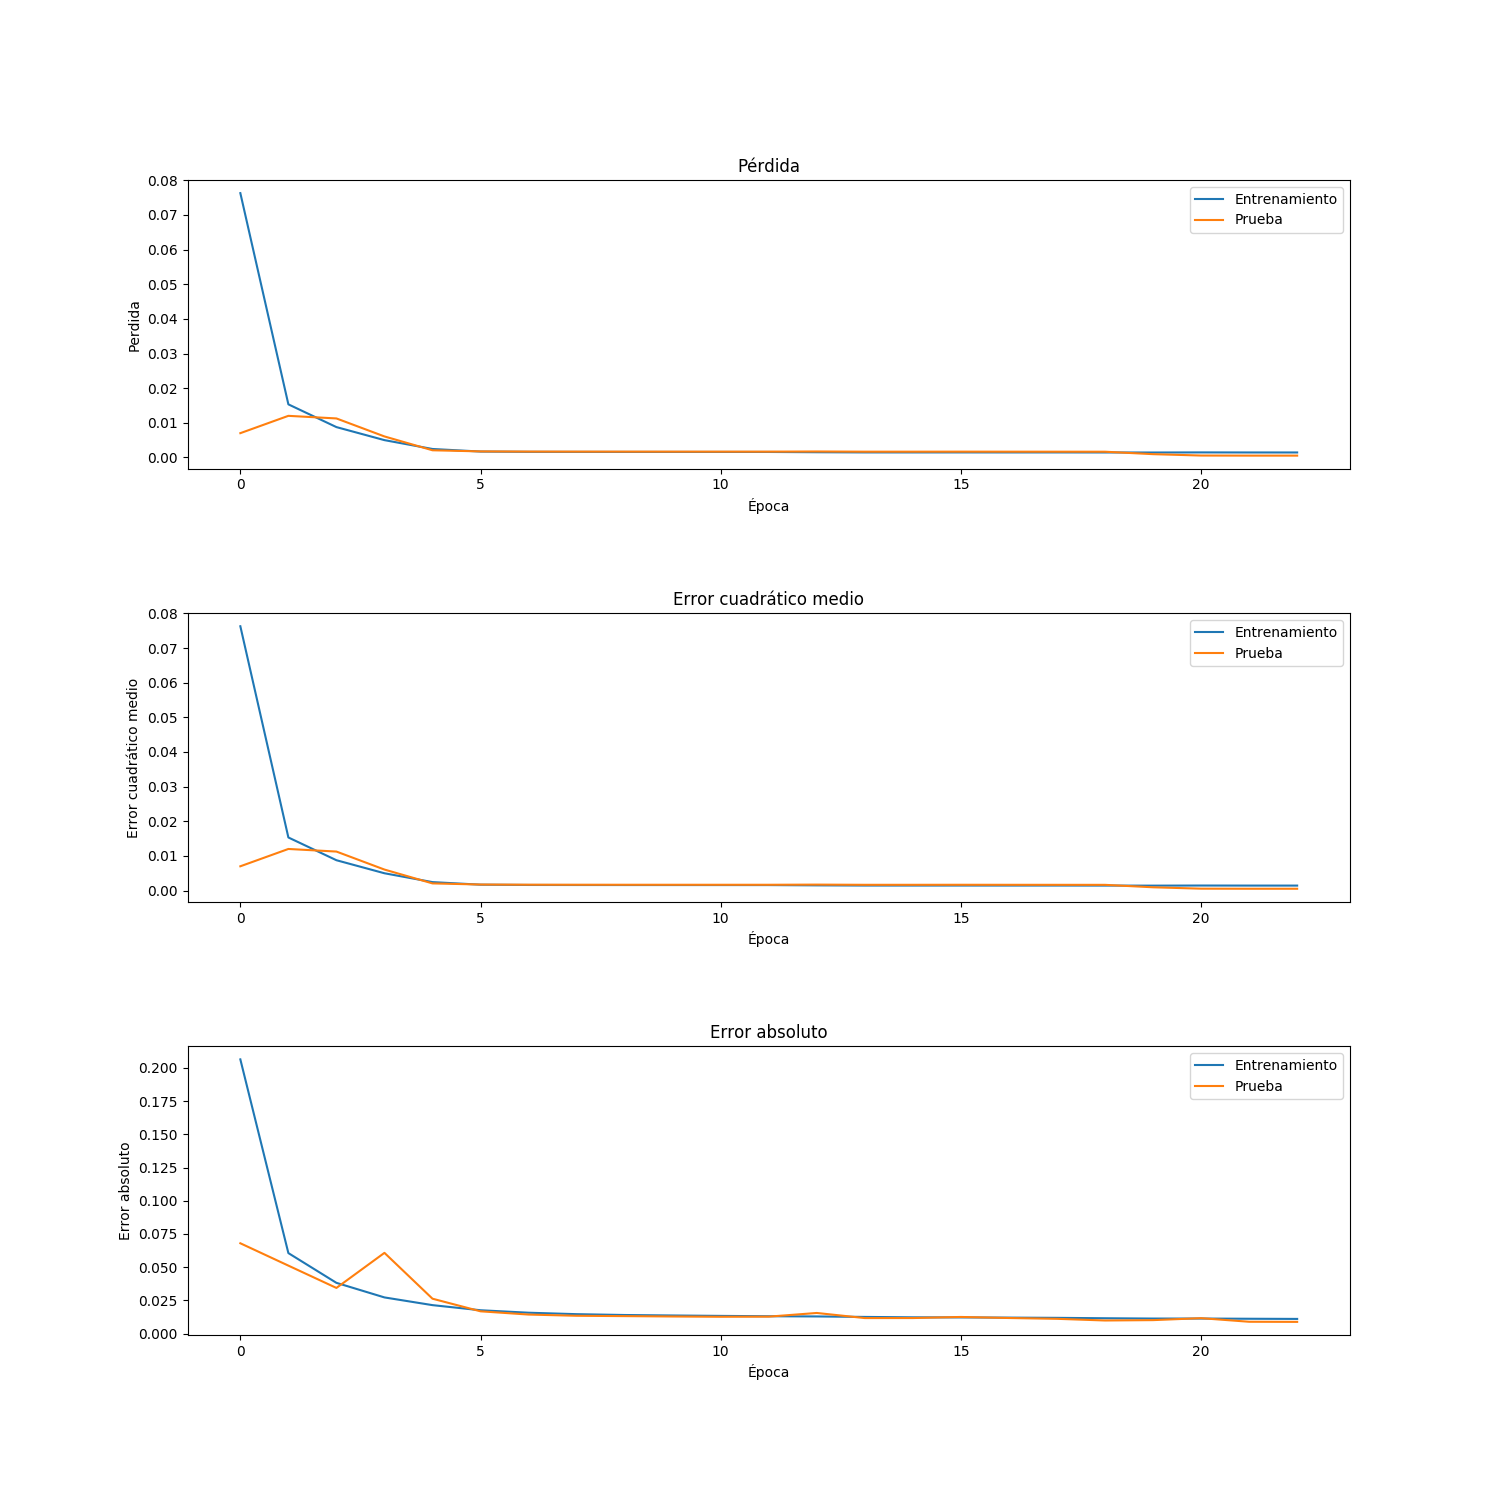 Pérdida
0.08
0.07
0.06
0.05
0.04
0.03
0.02
0.01
0.00
Perdida
Entrenamiento
Prueba
0 5 10 15 20
Época
Error cuadrático medio
0.08
0.07
0.06
0.05
0.04
0.03
0.02
0.01
0.00
Error cuadrático medio
Entrenamiento
Prueba
0 5 10 15 20
Época
Error absoluto
0.200
0.175
0.150
0.125
0.100
0.075
0.050
0.025
0.000
Error absoluto
Entrenamiento
Prueba
0 5 10 15 20
Época